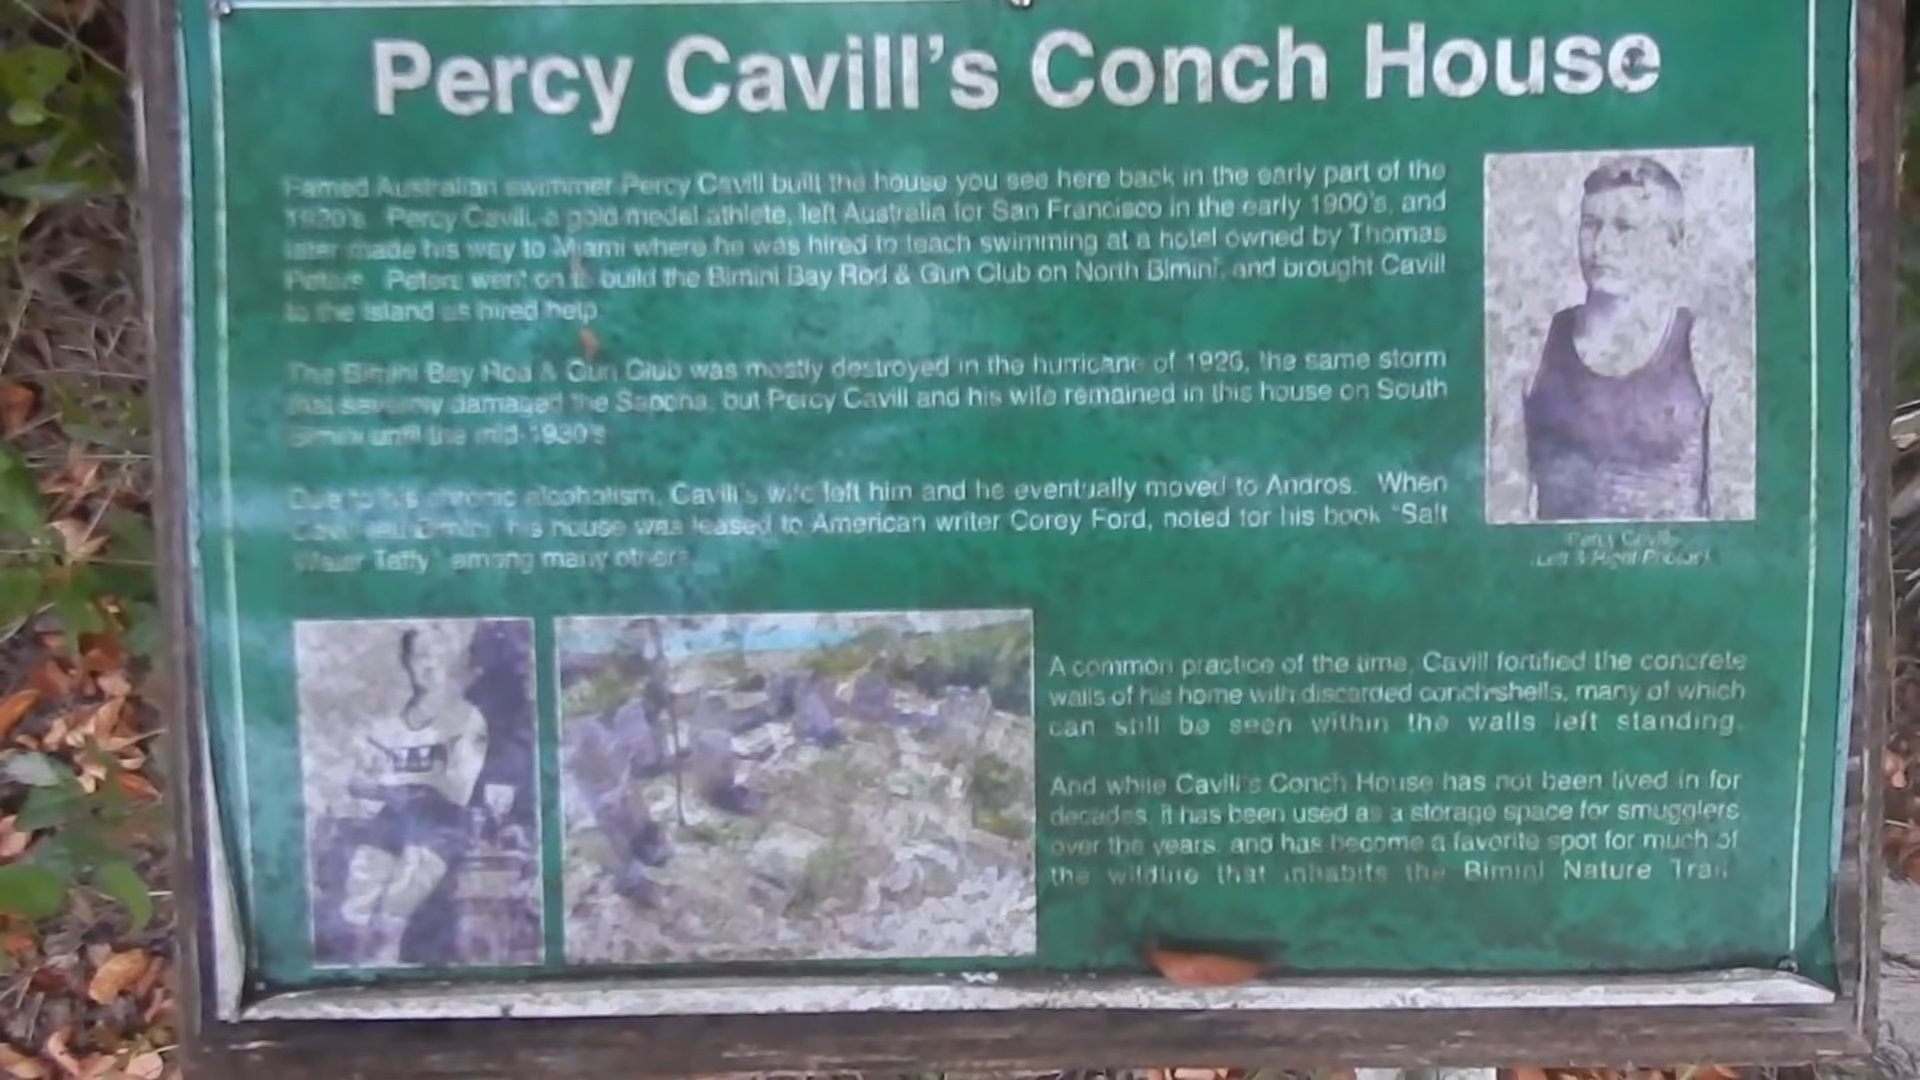 Percy Cavill's Conch House
Famed Australian swimmer Percy Cavill built the house you see here back in the early part of the
1920's. Percy Cavill, a gold medal athlete, left Australia for San Francisco in the early 1900's, and
later made his way to Miami where he was hired to teach swimming at a hotel owned by Thomas
Peters. Peters went on to build the Bimini Bay Rod & Gun Club on North Bimini, and brought Cavill
to the island as hired help.
The Bimini Bay Rod & Gun Club was mostly destroyed in the hurricane of 1926, the same storm
that severely damaged the Sapona, but Percy Cavill and his wife remained in this house on South
Bimini until the mid-1930's
Due to his chronic alcoholism, Cavill's wife left him and he eventually moved to Andros. When
Cavill left Bimini, his house was leased to American writer Corey Ford, noted for his book "Salt
Water Taffy" among many others.
Percy Cavill
(Left & Right Photos)
A common practice of the time, Cavill fortified the concrete
walls of his home with discarded conch-shells, many of which
can still be seen within the walls left standing.
And while Cavill's Conch House has not been lived in for
decades, it has been used as a storage space for smugglers
over the years, and has become a favorite spot for much of
the wildlife that inhabits the Bimini Nature Trail.